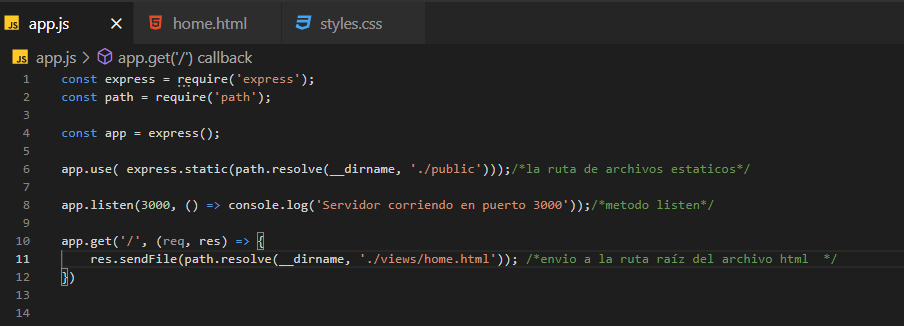 JS app.js × home.html styles.css
JS app.js > app.get('/') callback
1 const express = require('express');
2 const path = require('path');
3
4 const app = express();
5
6 app.use( express.static(path.resolve(__dirname, './public')));/*la ruta de archivos estaticos*/
7
8 app.listen(3000, () => console.log('Servidor corriendo en puerto 3000'));/*metodo listen*/
9
10 app.get('/', (req, res) => {
11     res.sendFile(path.resolve(__dirname, './views/home.html')); /*envio a la ruta raíz del archivo html  */
12 })
13
14